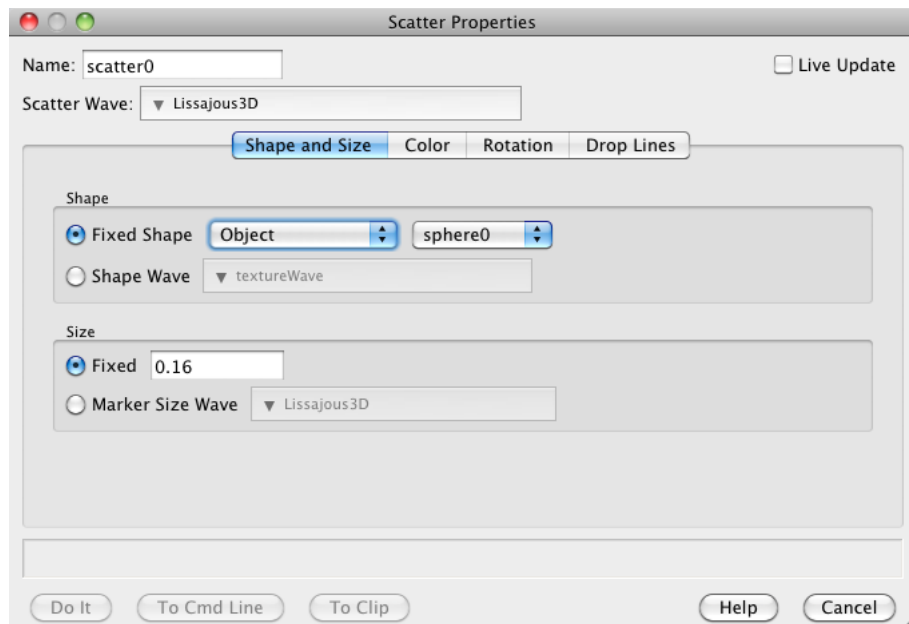 Scatter Properties
Name: scatter0
Live Update
Scatter Wave: Lissajous3D
Shape and Size Color Rotation Drop Lines
Shape
Fixed Shape Object sphere0
Shape Wave textureWave
Size
Fixed 0.16
Marker Size Wave Lissajous3D
Do It To Cmd Line To Clip Help Cancel